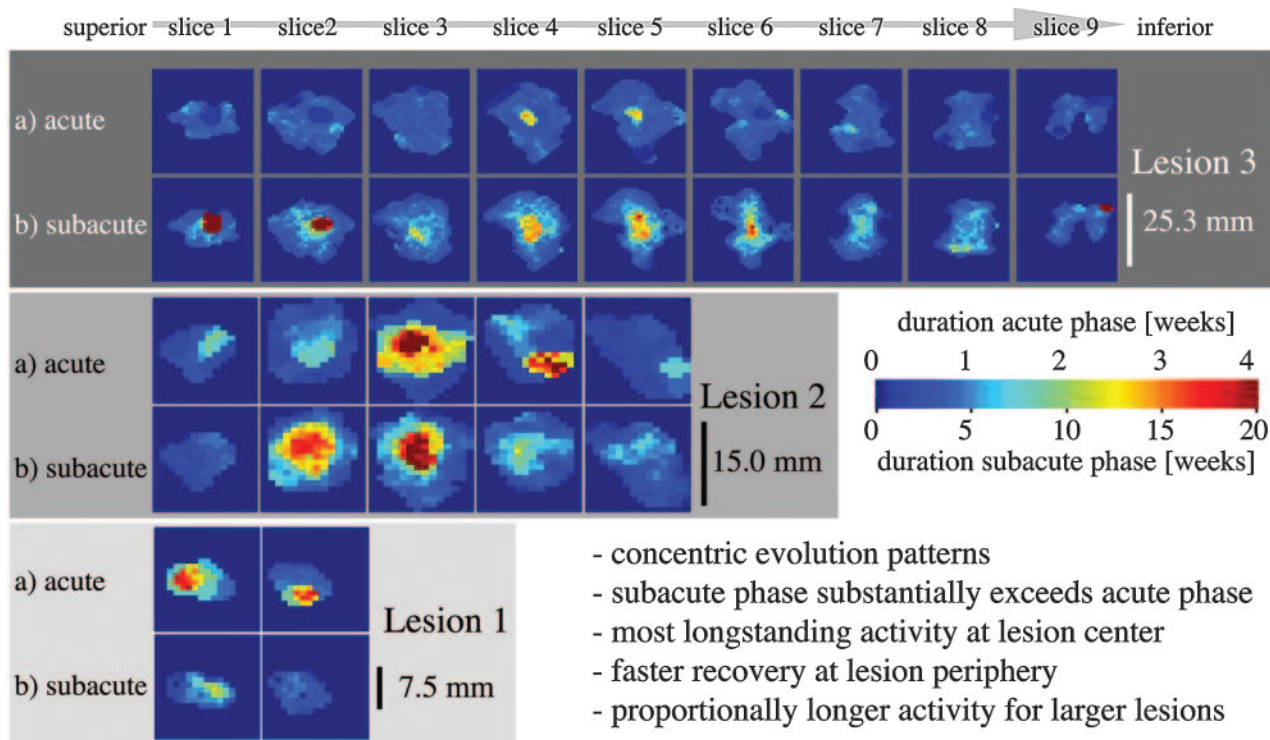 superior slice 1 slice2 slice 3 slice 4 slice 5 slice 6 slice 7 slice 8 slice 9 inferior
a) acute
b) subacute
Lesion 3
25.3 mm
a) acute
b) subacute
Lesion 2
15.0 mm
duration acute phase [weeks]
0 1 2 3 4
0 5 10 15 20
duration subacute phase [weeks]
a) acute
b) subacute
Lesion 1
7.5 mm
- concentric evolution patterns
- subacute phase substantially exceeds acute phase
- most longstanding activity at lesion center
- faster recovery at lesion periphery
- proportionally longer activity for larger lesions